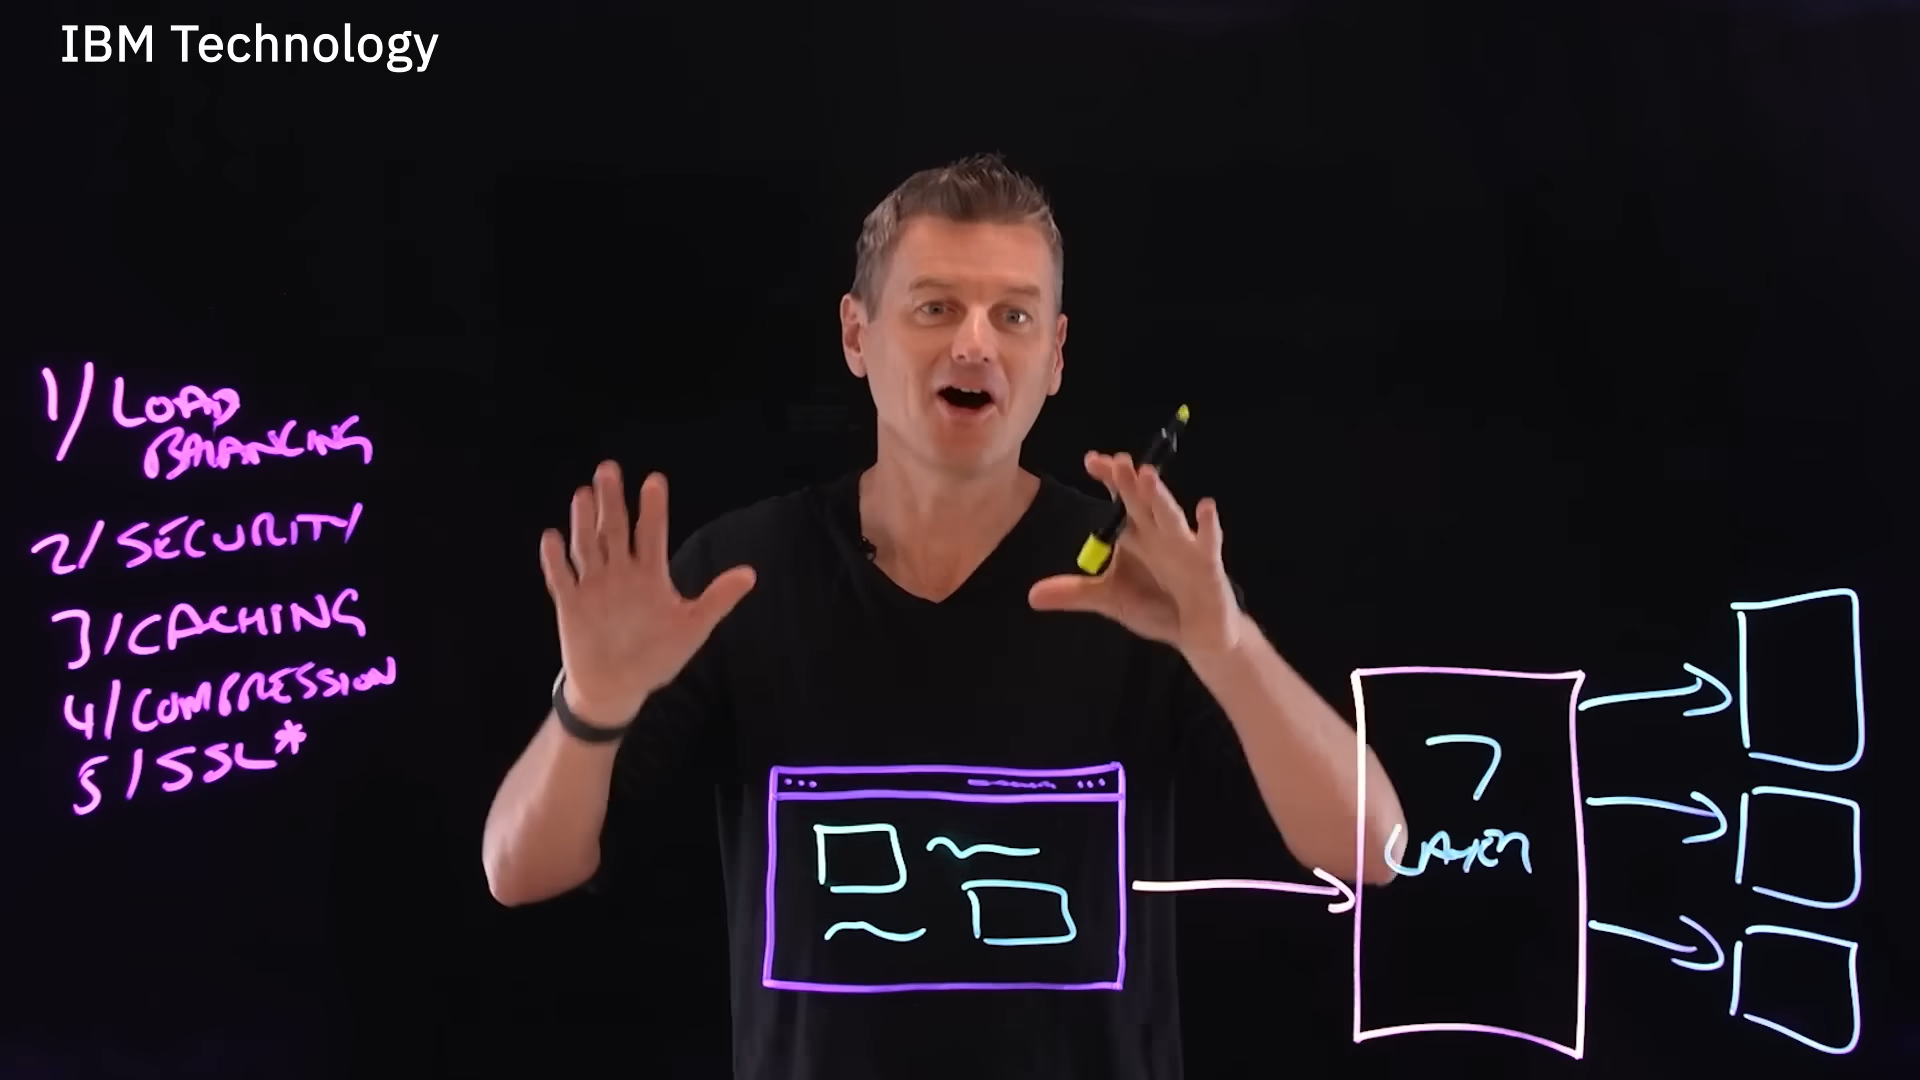 IBM Technology
1/ LOAD
BALANCING
2/ SECURITY
3/ CACHING
4/ COMPRESSION
5/ SSL*
7
LAYER